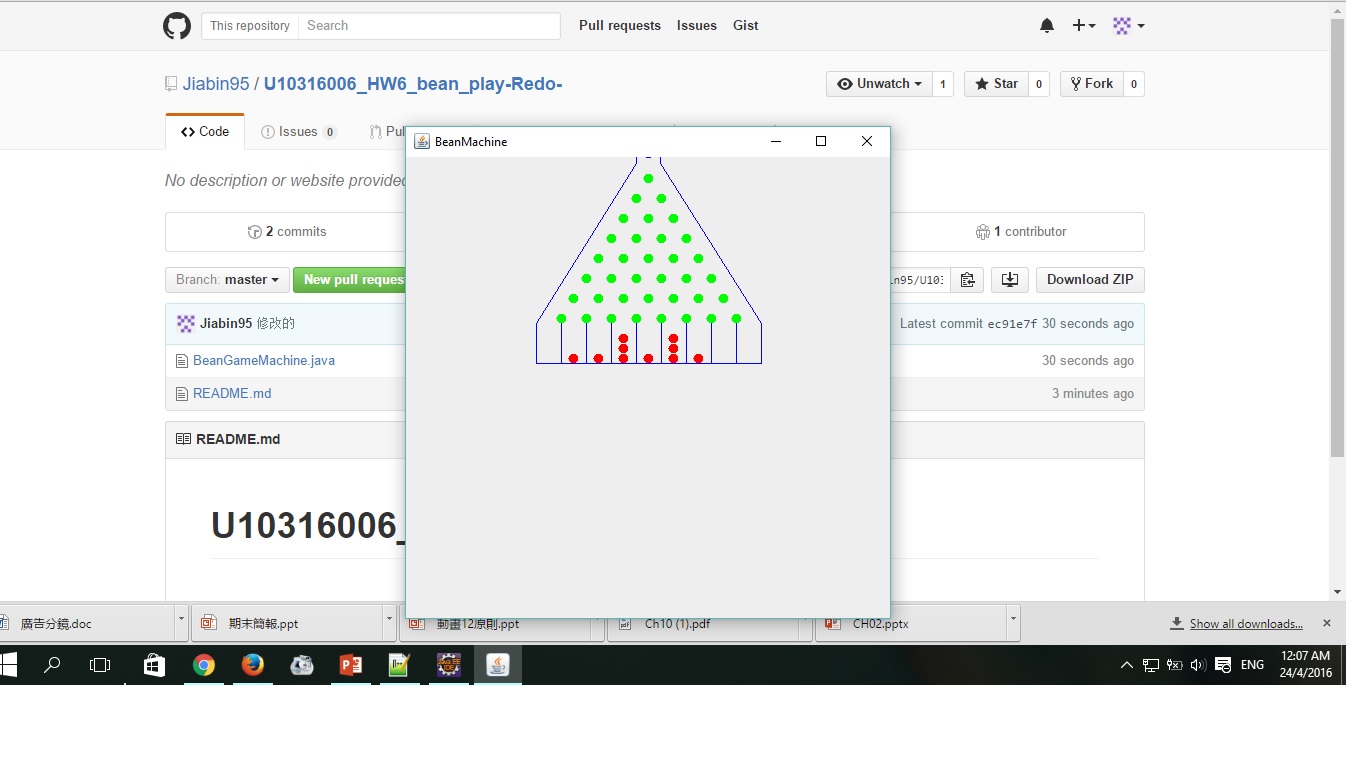 This repository Search Pull requests Issues Gist
Jiabin95 / U10316006_HW6_bean_play-Redo-
Unwatch 1 Star 0 Fork 0
Code Issues 0
BeanMachine
No description or website provided
2 commits 1 contributor
Branch: master New pull reques Download ZIP
Jiabin95 修改的 Latest commit ec91e7f 30 seconds ago
BeanGameMachine.java 30 seconds ago
README.md 3 minutes ago
README.md
U10316006_
廣告分鏡.doc 期末簡報.ppt 動畫12原則.ppt Ch10 (1).pdf CH02.pptx Show all downloads...
ENG 12:07 AM
24/4/2016